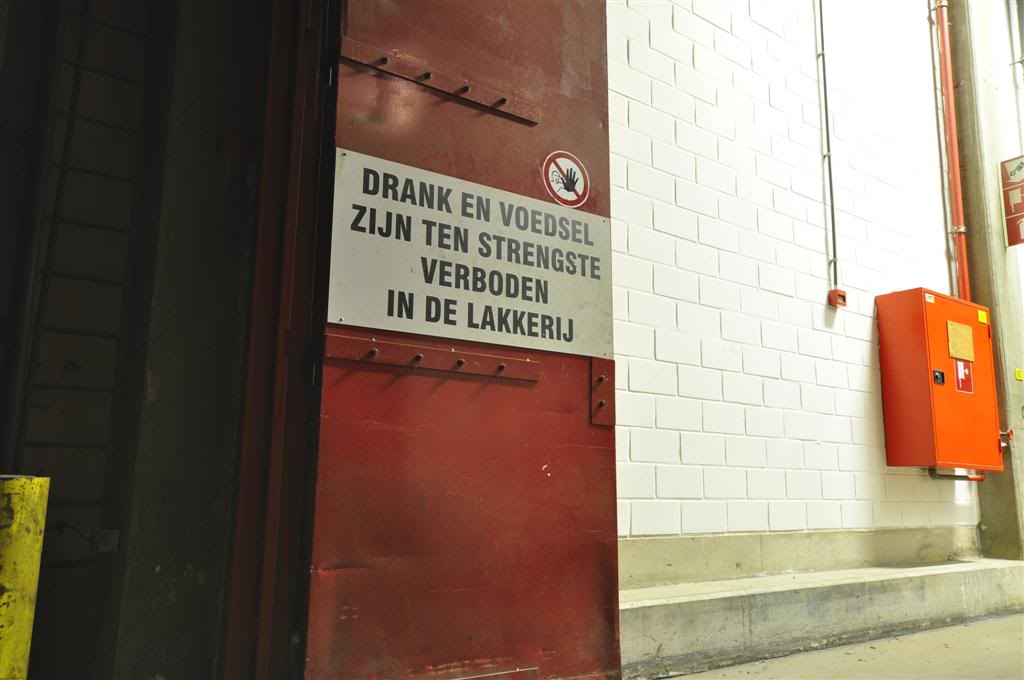 DRANK EN VOEDSEL
ZIJN TEN STRENGSTE
VERBODEN
IN DE LAKKERIJ